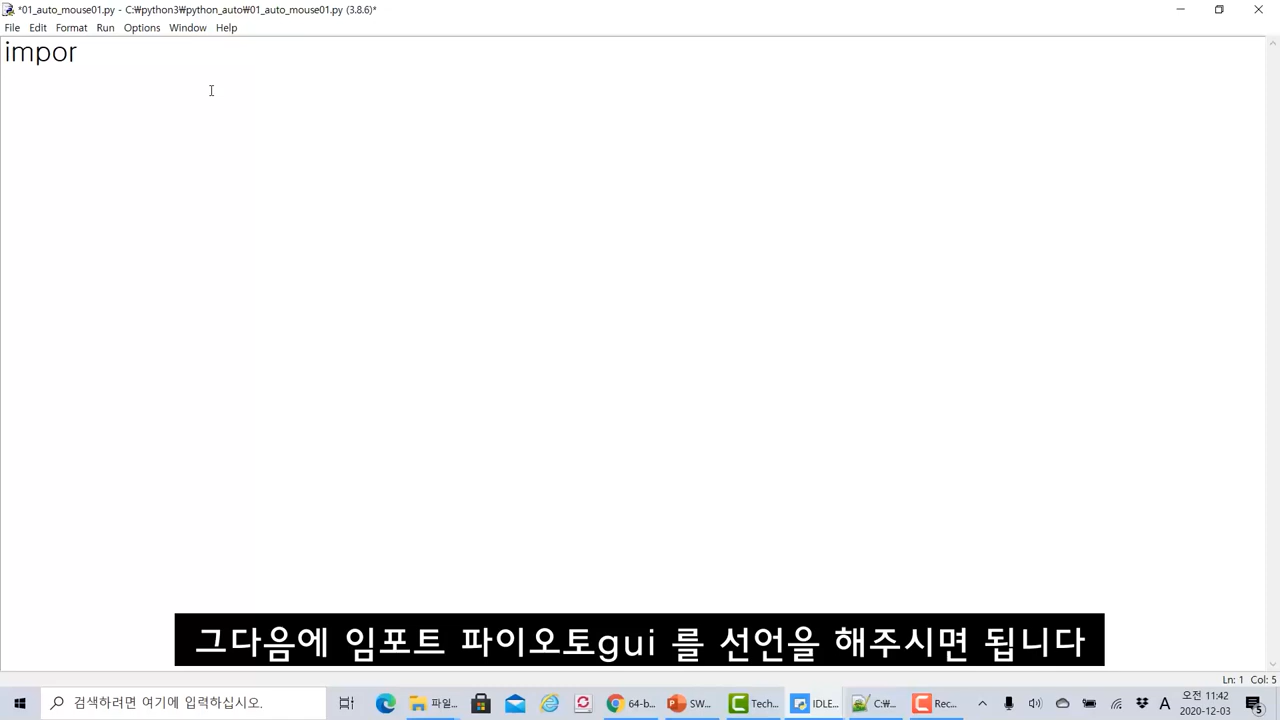 *01_auto_mouse01.py - C:₩python3₩python_auto₩01_auto_mouse01.py (3.8.6)*
File Edit Format Run Options Window Help
impor
그다음에 임포트 파이오토gui 를 선언을 해주시면 됩니다
Ln: 1 Col: 5
검색하려면 여기에 입력하십시오.
파일...
64-b...
SW...
Tech...
IDLE...
C:₩...
Rec...
A
오전 11:42
2020-12-03
5